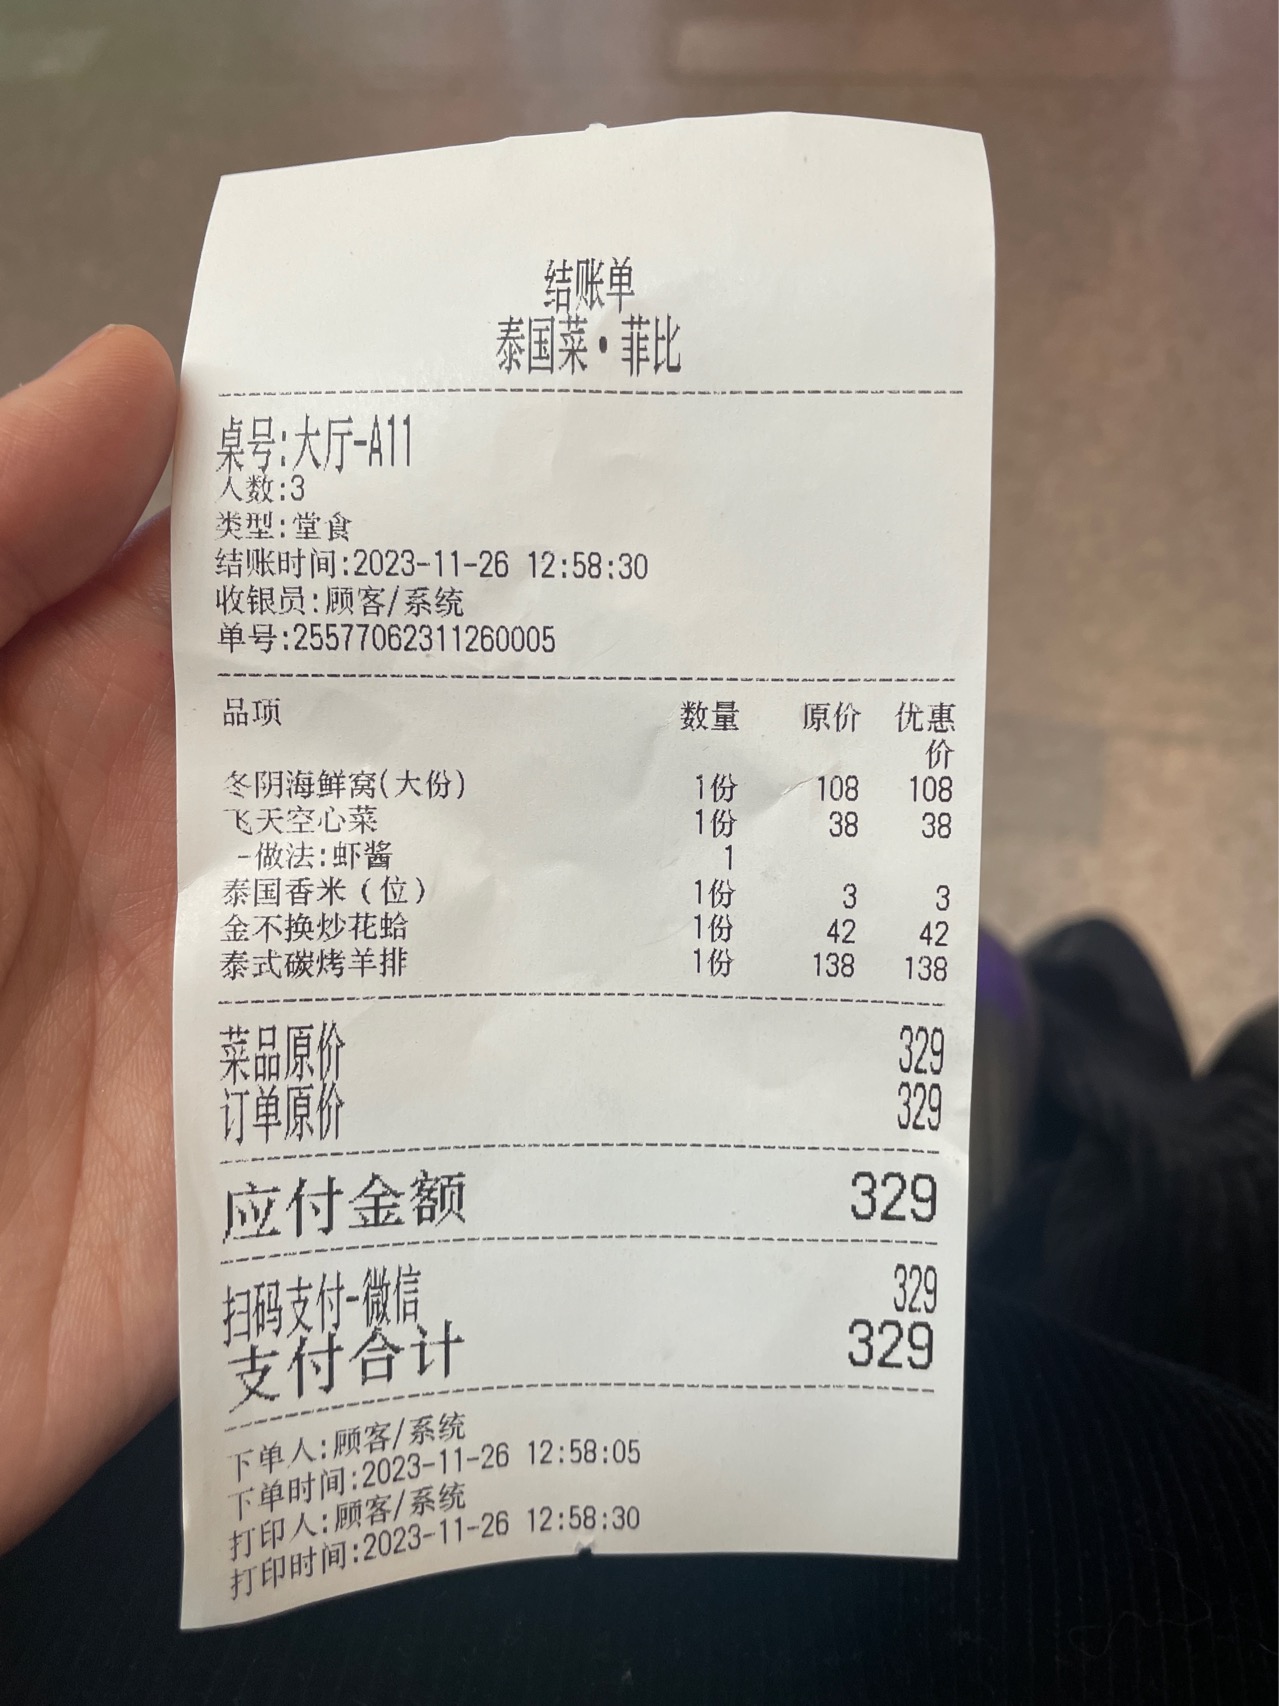 结账单
泰国菜·菲比
桌号:大厅-A11
人数:3
类型:堂食
结账时间:2023-11-26 12:58:30
收银员:顾客/系统
单号:25577062311260005
品项 数量 原价 优惠价
冬阴海鲜窝(大份) 1份 108 108
飞天空心菜 1份 38 38
-做法:虾酱 1
泰国香米(位) 1份 3 3
金不换炒花蛤 1份 42 42
泰式碳烤羊排 1份 138 138
菜品原价 329
订单原价 329
应付金额 329
扫码支付-微信 329
支付合计 329
下单人:顾客/系统
下单时间:2023-11-26 12:58:05
打印人:顾客/系统
打印时间:2023-11-26 12:58:30